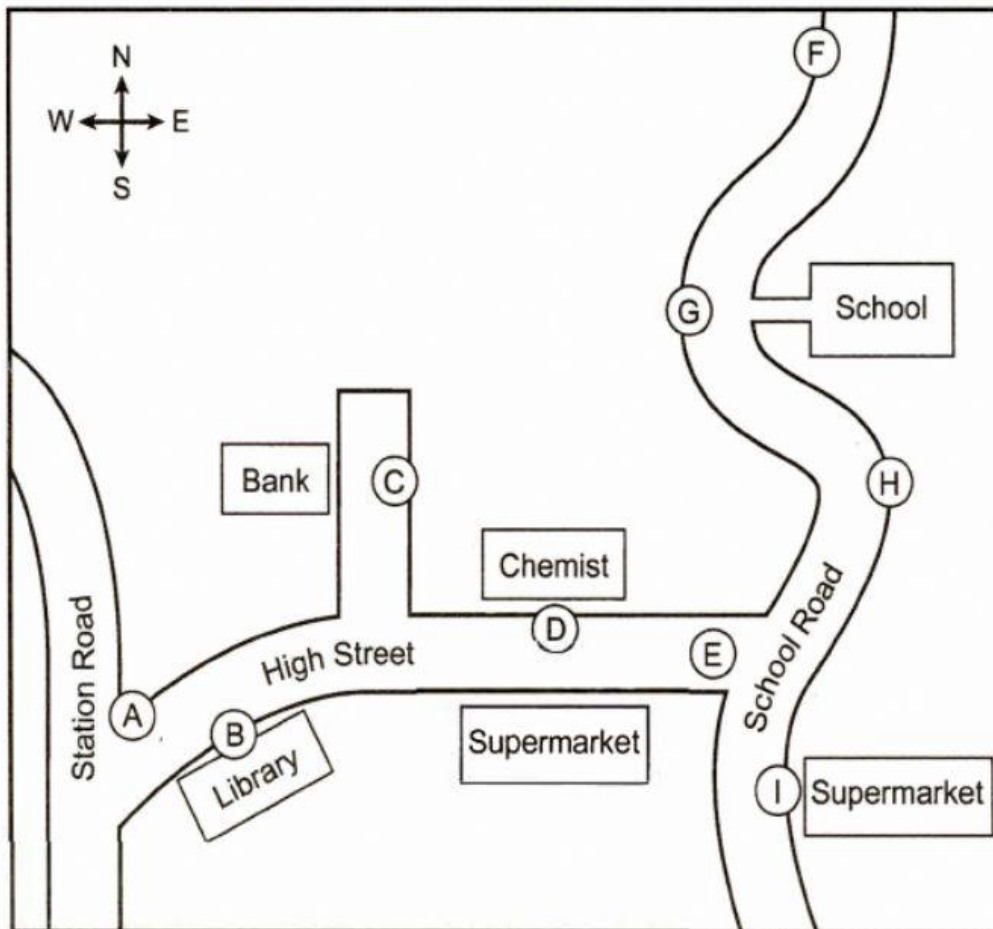 N
W E
S
F
G
School
Bank
C
H
Chemist
D
High Street
E
School Road
Station Road
A
B
Library
Supermarket
I
Supermarket